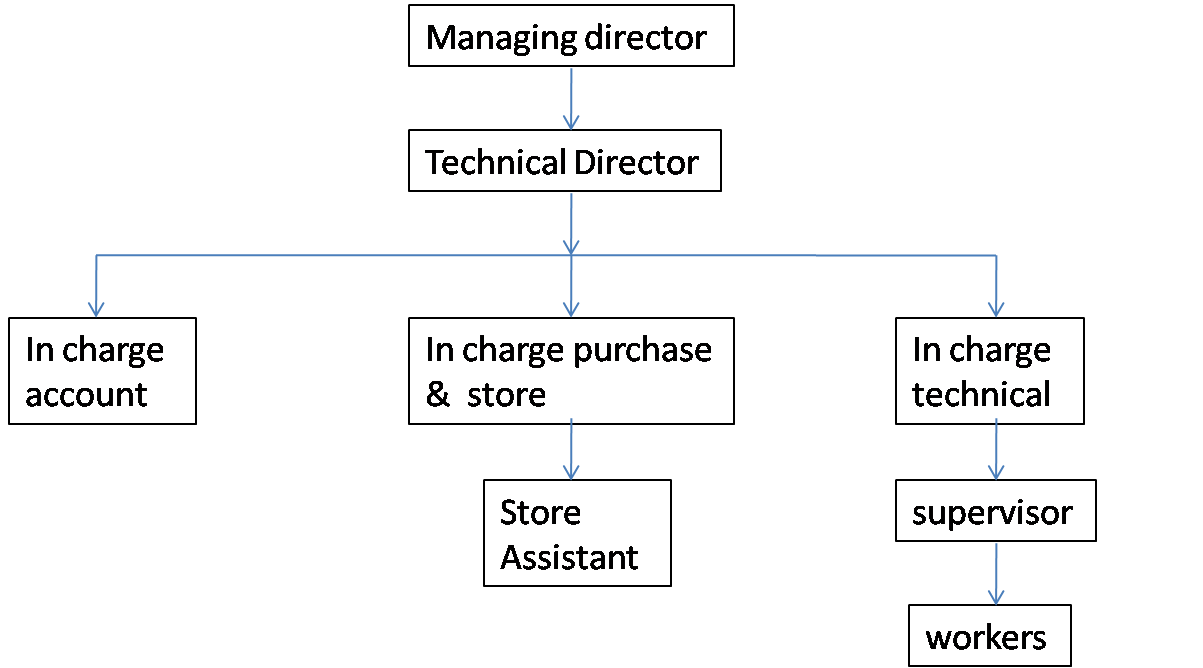 Managing director
Technical Director
In charge
account
In charge purchase
& store
In charge
technical
Store
Assistant
supervisor
workers